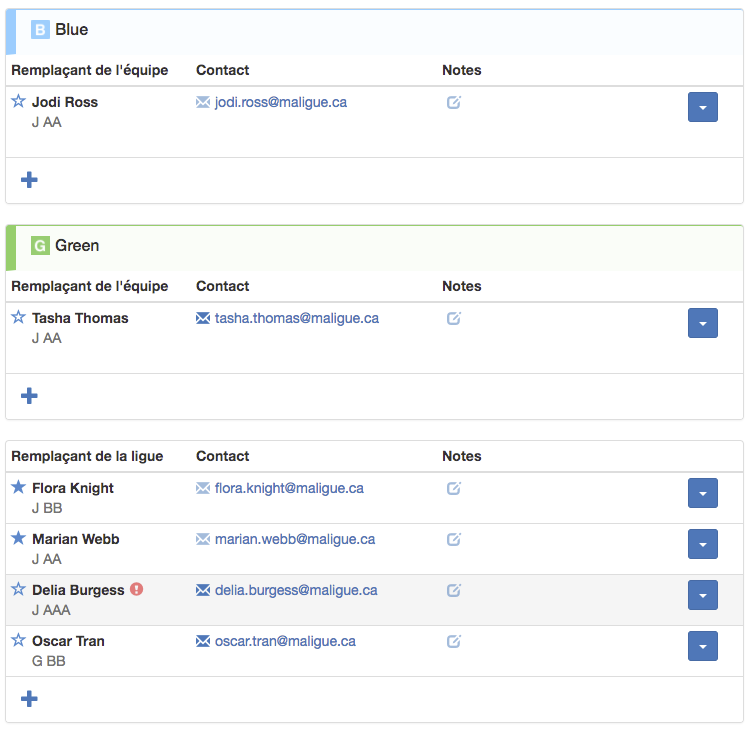 B Blue
Remplaçant de l'équipe Contact Notes
Jodi Ross jodi.ross@maligue.ca
J AA
G Green
Remplaçant de l'équipe Contact Notes
Tasha Thomas tasha.thomas@maligue.ca
J AA
Remplaçant de la ligue Contact Notes
Flora Knight flora.knight@maligue.ca
J BB
Marian Webb marian.webb@maligue.ca
J AA
Delia Burgess delia.burgess@maligue.ca
J AAA
Oscar Tran oscar.tran@maligue.ca
G BB